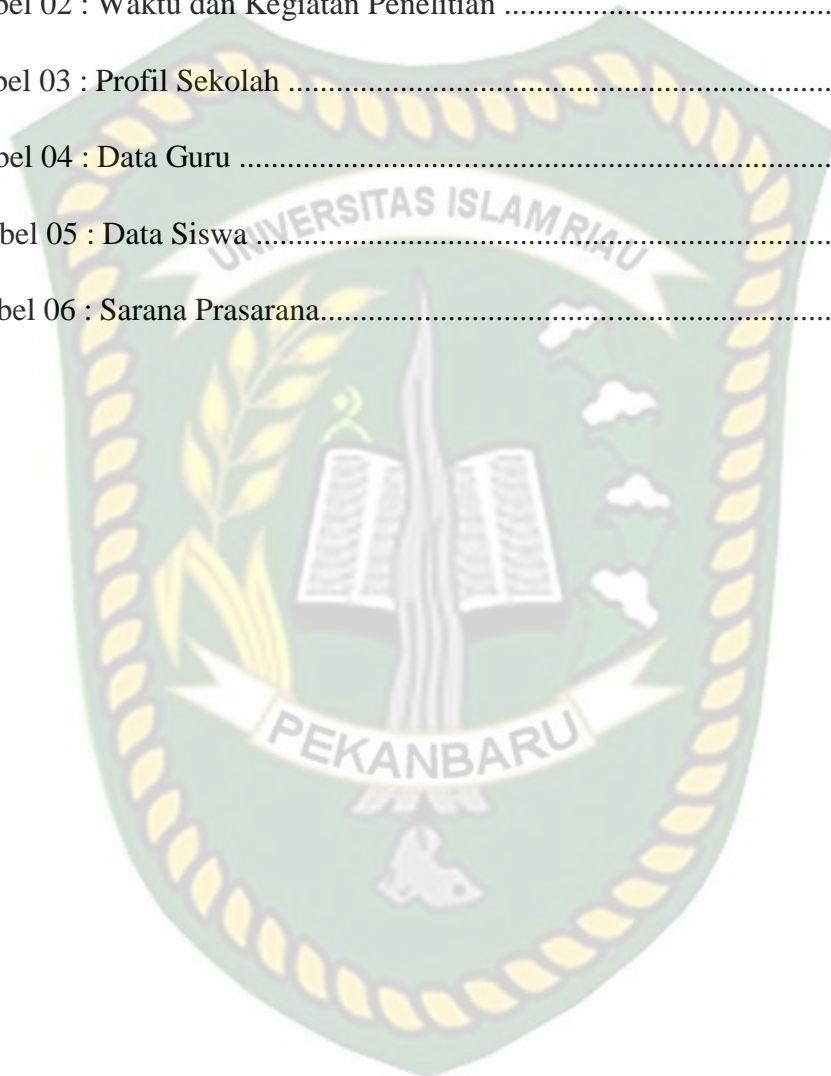 bel 02 : Waktu dan Kegiatan Penelitian ..........................................
bel 03 : Profil Sekolah ....................................................................
bel 04 : Data Guru ..........................................................................
bel 05 : Data Siswa ........................................................................
bel 06 : Sarana Prasarana................................................................
UNIVERSITAS ISLAM RIAU
PEKANBARU